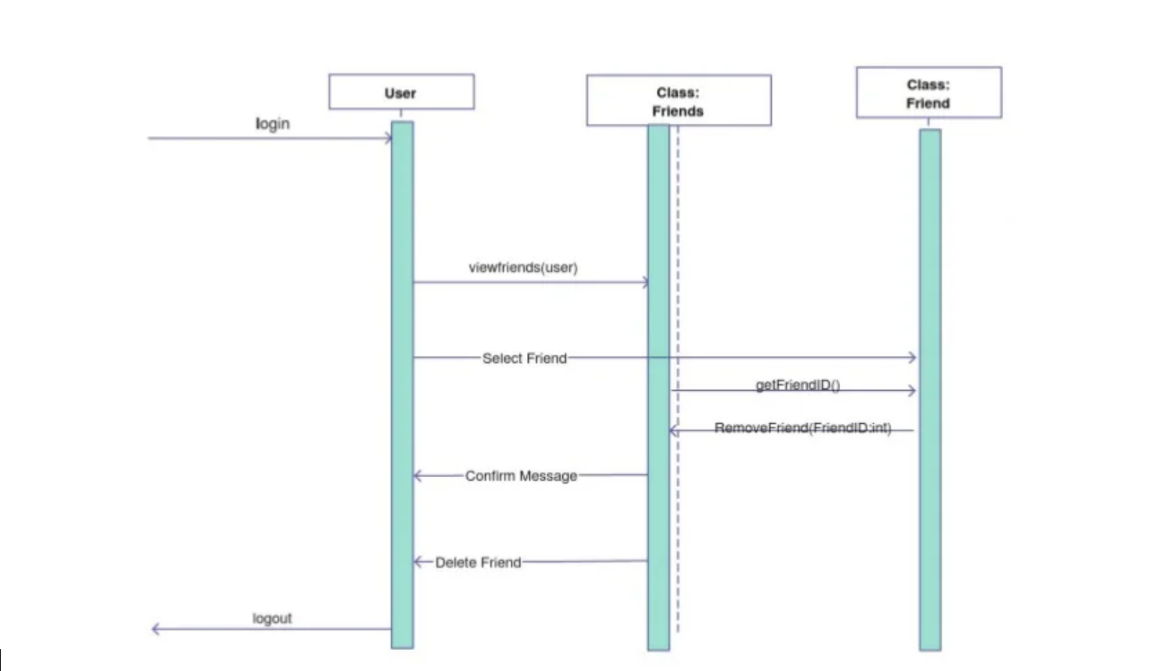 User
Class:
Friends
Class:
Friend
login
viewfriends(user)
Select Friend
getFriendID()
RemoveFriend(FriendID:int)
Confirm Message
Delete Friend
logout